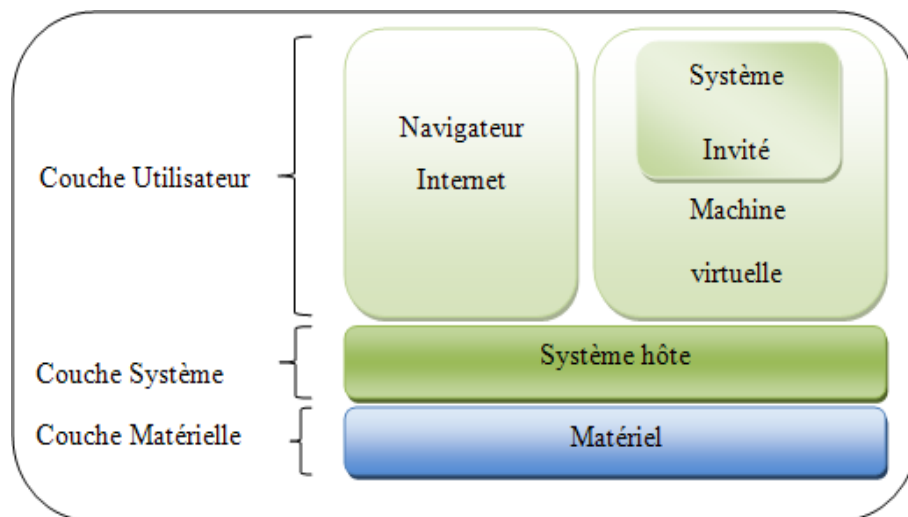 Couche Utilisateur
Navigateur
Internet
Système
Invité
Machine
virtuelle
Couche Système
Système hôte
Couche Matérielle
Matériel